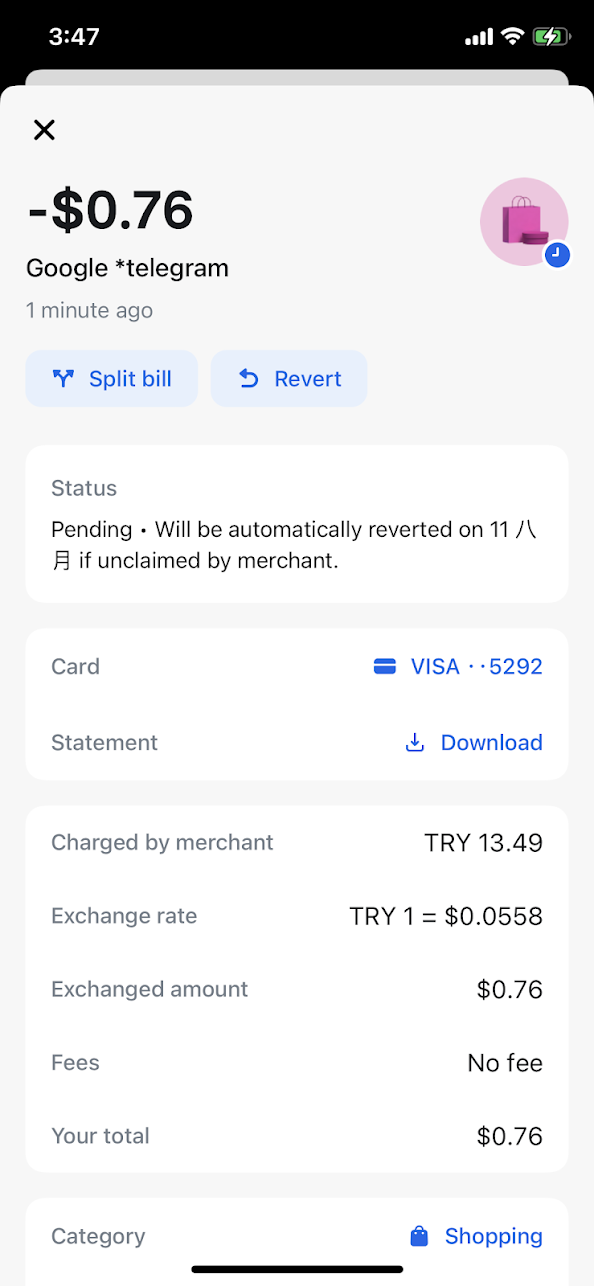 3:47
-$0.76
Google *telegram
1 minute ago
Split bill
Revert
Status
Pending • Will be automatically reverted on 11 八
月 if unclaimed by merchant.
Card
VISA ··5292
Statement
Download
Charged by merchant
TRY 13.49
Exchange rate
TRY 1 = $0.0558
Exchanged amount
$0.76
Fees
No fee
Your total
$0.76
Category
Shopping